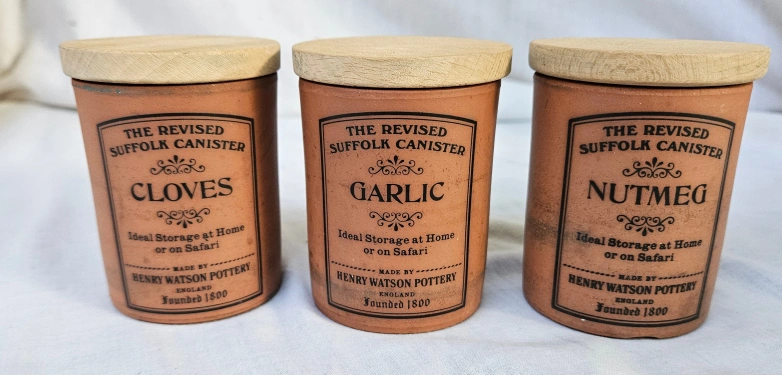 THE REVISED
SUFFOLK CANISTER
CLOVES
Ideal Storage at Home
or on Safari
MADE BY
HENRY WATSON POTTERY
ENGLAND
Founded 1800
THE REVISED
SUFFOLK CANISTER
GARLIC
Ideal Storage at Home
or on Safari
MADE BY
HENRY WATSON POTTERY
ENGLAND
Founded 1800
THE REVISED
SUFFOLK CANISTER
NUTMEG
Ideal Storage at Home
or on Safari
MADE BY
HENRY WATSON POTTERY
ENGLAND
Founded 1800